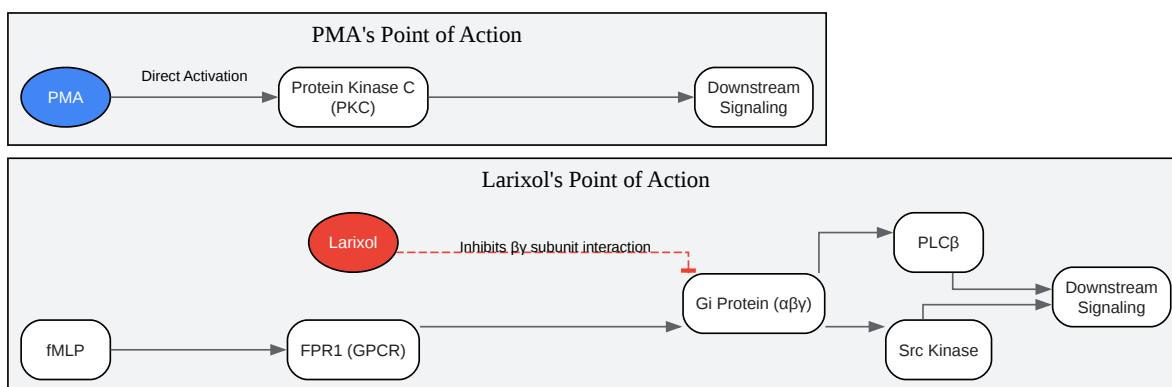 PMA's Point of Action
Direct Activation
PMA
Protein Kinase C
(PKC)
Downstream
Signaling
Larixol's Point of Action
Larixol
Inhibits βγ subunit interaction
PLCβ
Gi Protein (αβγ)
Downstream
Signaling
fMLP
FPR1 (GPCR)
Src Kinase